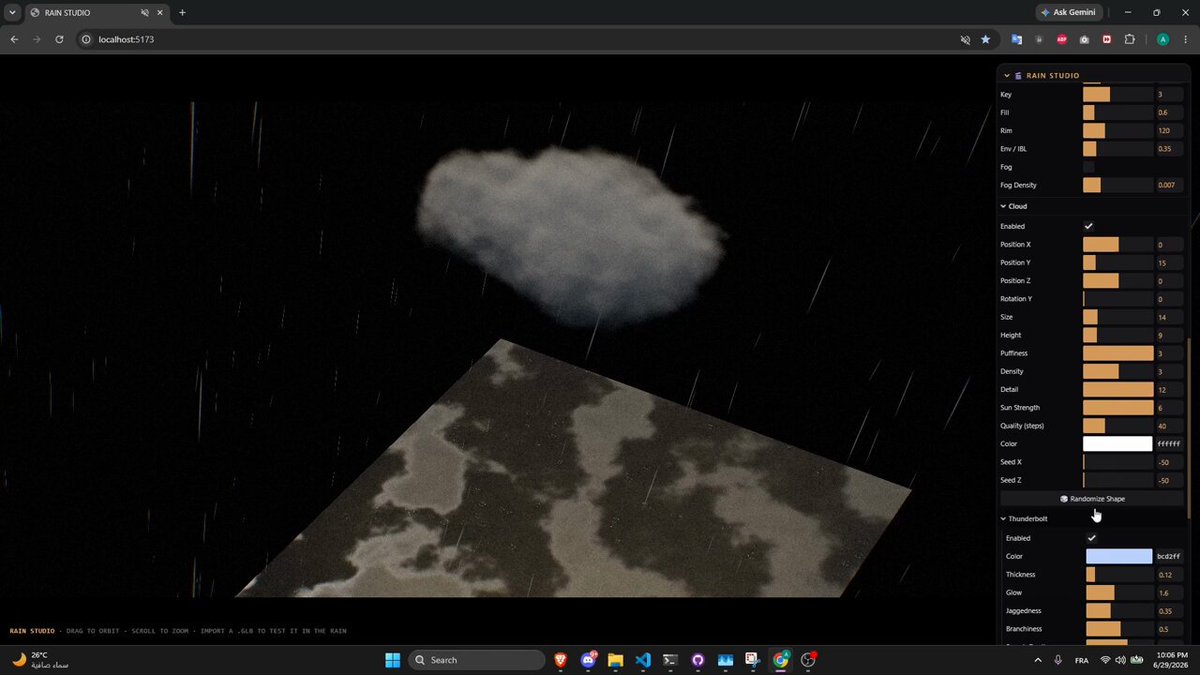 RAIN STUDIO
Ask Gemini
localhost:5173
ABP
A
RAIN STUDIO
Key 3
Fill 0.6
Rim 120
Env / IBL 0.35
Fog
Fog Density 0.007
Cloud
Enabled
Position X 0
Position Y 15
Position Z 0
Rotation Y 0
Size 14
Height 9
Puffiness 3
Density 3
Detail 12
Sun Strength 6
Quality (steps) 40
Color ffffff
Seed X -50
Seed Z -50
Randomize Shape
Thunderbolt
Enabled
Color bcd2ff
Thickness 0.12
Glow 1.6
Jaggedness 0.35
Branchiness 0.5
RAIN STUDIO · DRAG TO ORBIT · SCROLL TO ZOOM · IMPORT A .GLB TO TEST IT IN THE RAIN
26°C
سماء صافية
Search
FRA
10:06 PM
6/29/2026